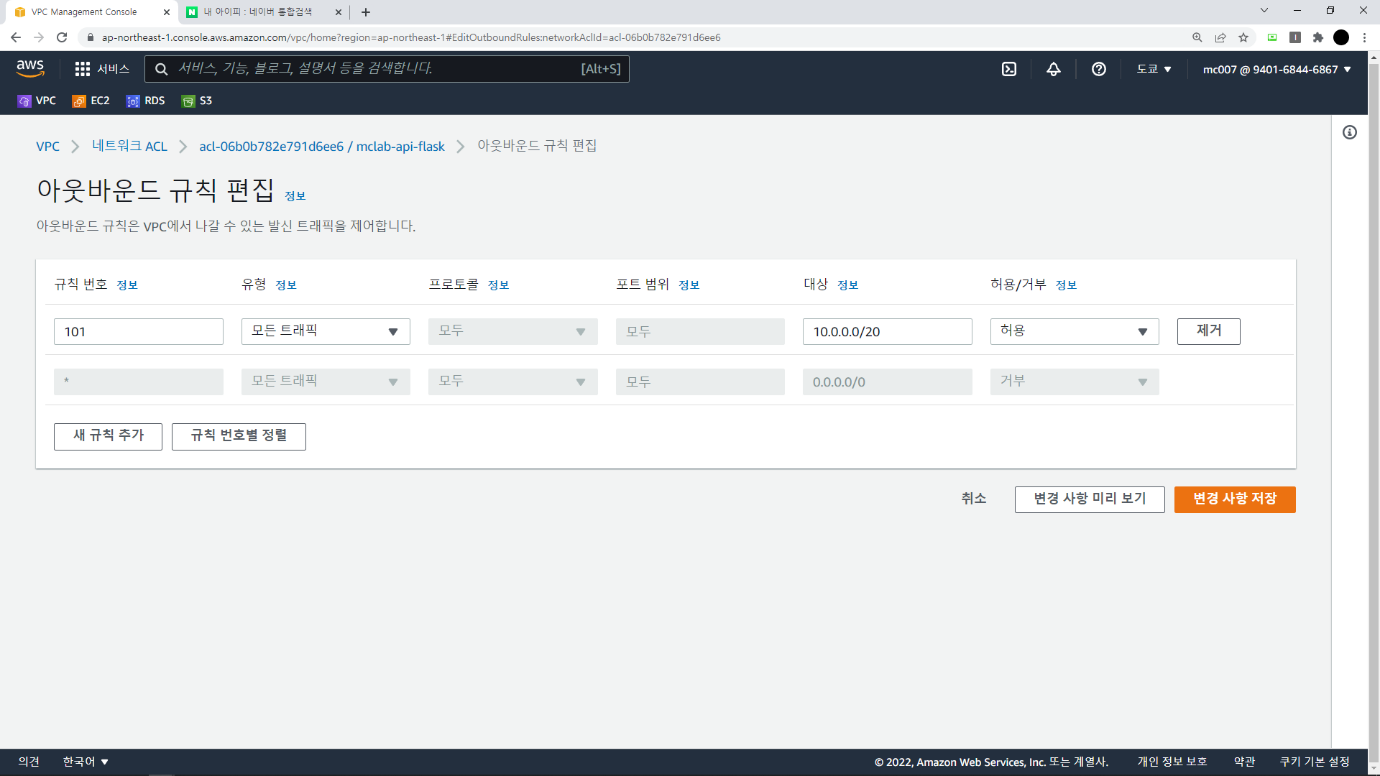 VPC Management Console
내 아이피 : 네이버 통합검색
ap-northeast-1.console.aws.amazon.com/vpc/home?region=ap-northeast-1#EditOutboundRules:networkAclId=acl-06b0b782e791d6ee6
aws
서비스
서비스, 기능, 블로그, 설명서 등을 검색합니다. [Alt+S]
도쿄
mc007 @ 9401-6844-6867
VPC EC2 RDS S3
VPC 네트워크 ACL acl-06b0b782e791d6ee6 / mclab-api-flask 아웃바운드 규칙 편집
아웃바운드 규칙 편집 정보
아웃바운드 규칙은 VPC에서 나갈 수 있는 발신 트래픽을 제어합니다.
규칙 번호 정보 유형 정보 프로토콜 정보 포트 범위 정보 대상 정보 허용/거부 정보
101 모든 트래픽 모두 모두 10.0.0.0/20 허용 제거
* 모든 트래픽 모두 모두 0.0.0.0/0 거부
새 규칙 추가 규칙 번호별 정렬
취소 변경 사항 미리 보기 변경 사항 저장
의견 한국어 © 2022, Amazon Web Services, Inc. 또는 계열사. 개인 정보 보호 약관 쿠키 기본 설정